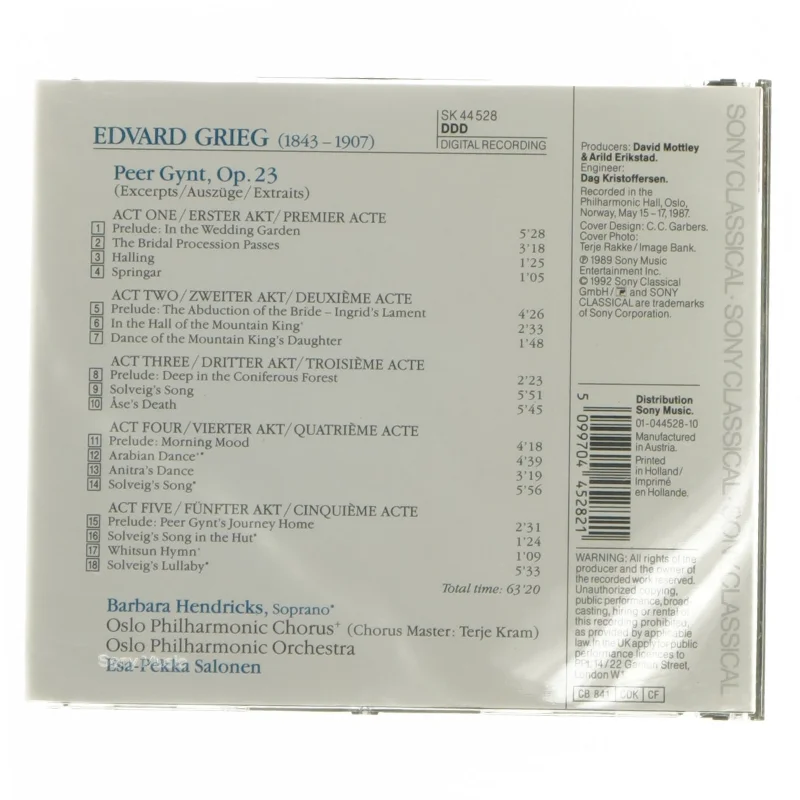 EDVARD GRIEG (1843 – 1907)
SK 44528
DDD
DIGITAL RECORDING
Peer Gynt, Op. 23
(Excerpts/Auszüge/Extraits)
ACT ONE/ERSTER AKT/PREMIER ACTE
1 Prelude: In the Wedding Garden 5'28
2 The Bridal Procession Passes 3'18
3 Halling 1'25
4 Springar 1'05
ACT TWO/ZWEITER AKT/DEUXIÈME ACTE
5 Prelude: The Abduction of the Bride – Ingrid's Lament 4'26
6 In the Hall of the Mountain King⁺ 2'33
7 Dance of the Mountain King's Daughter 1'48
ACT THREE/DRITTER AKT/TROISIÈME ACTE
8 Prelude: Deep in the Coniferous Forest 2'23
9 Solveig's Song 5'51
10 Åse's Death 5'45
ACT FOUR/VIERTER AKT/QUATRIÈME ACTE
11 Prelude: Morning Mood 4'18
12 Arabian Dance⁺* 4'39
13 Anitra's Dance 3'19
14 Solveig's Song* 5'56
ACT FIVE/FÜNFTER AKT/CINQUIÈME ACTE
15 Prelude: Peer Gynt's Journey Home 2'31
16 Solveig's Song in the Hut* 1'24
17 Whitsun Hymn⁺ 1'09
18 Solveig's Lullaby* 5'33
Total time: 63'20
Barbara Hendricks, Soprano*
Oslo Philharmonic Chorus⁺ (Chorus Master: Terje Kram)
Oslo Philharmonic Orchestra
Esa-Pekka Salonen
Producers: David Mottley
& Arild Erikstad.
Engineer:
Dag Kristoffersen.
Recorded in the
Philharmonic Hall, Oslo,
Norway, May 15 – 17, 1987.
Cover Design: C. C. Garbers.
Cover Photo:
Terje Rakke/Image Bank.
℗ 1989 Sony Music
Entertainment Inc.
© 1992 Sony Classical
GmbH/ and SONY
CLASSICAL are trademarks
of Sony Corporation.
5 099704 452821
Distribution
Sony Music.
01-044528-10
Manufactured
in Austria.
Printed
in Holland/
Imprimé
en Hollande.
WARNING: All rights of the
producer and the owner of
the recorded work reserved.
Unauthorized copying,
public performance, broad
casting, hiring or rental of
this recording prohibited,
as provided by applicable
law. In the UK apply for public
performance licences to
PPL 14/22 Ganton Street,
London W1
CB 841 COK CF
SONY CLASSICAL · SONY CLASSICAL · SONY CLASSICAL